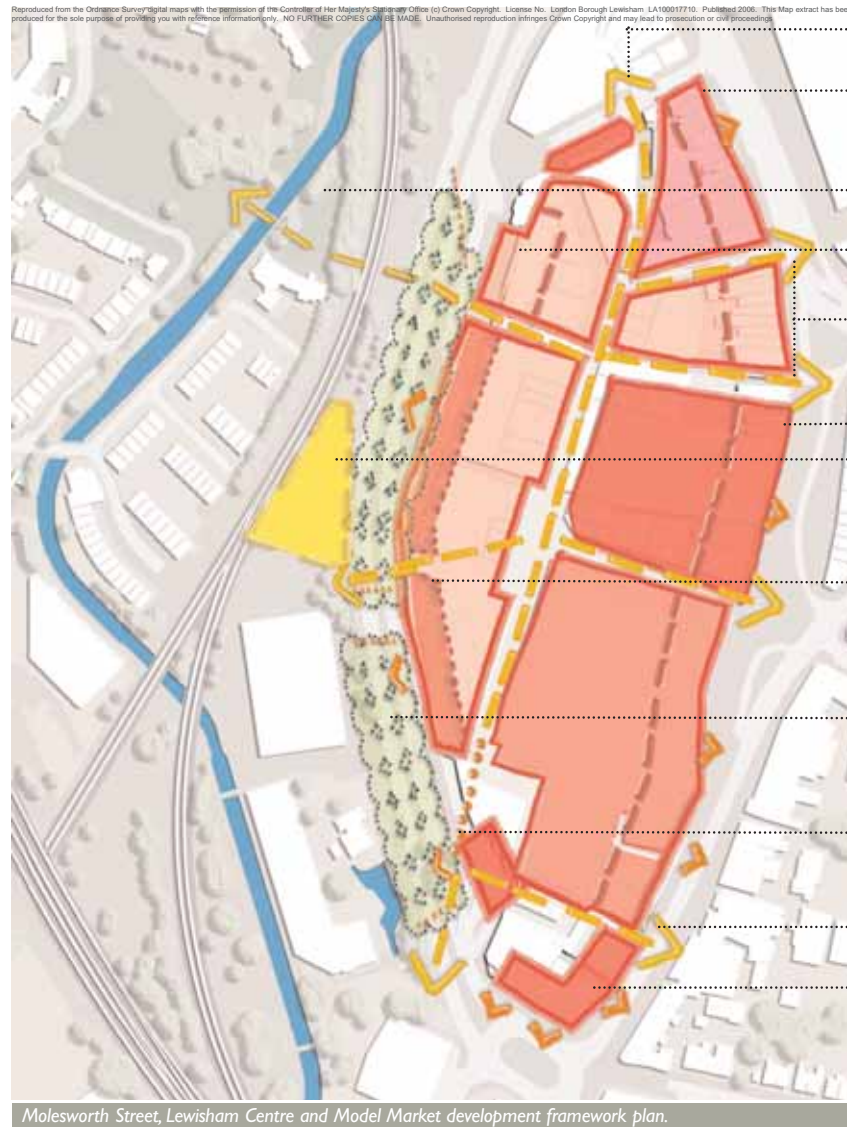 Reproduced from the Ordnance Survey digital maps with the permission of the Controller of Her Majesty's Stationary Office (c) Crown Copyright. License No. London Borough Lewisham LA100017710. Published 2006. This Map extract has bee
produced for the sole purpose of providing you with reference information only. NO FURTHER COPIES CAN BE MADE. Unauthorised reproduction infringes Crown Copyright and may lead to prosecution or civil proceedings
Molesworth Street, Lewisham Centre and Model Market development framework plan.